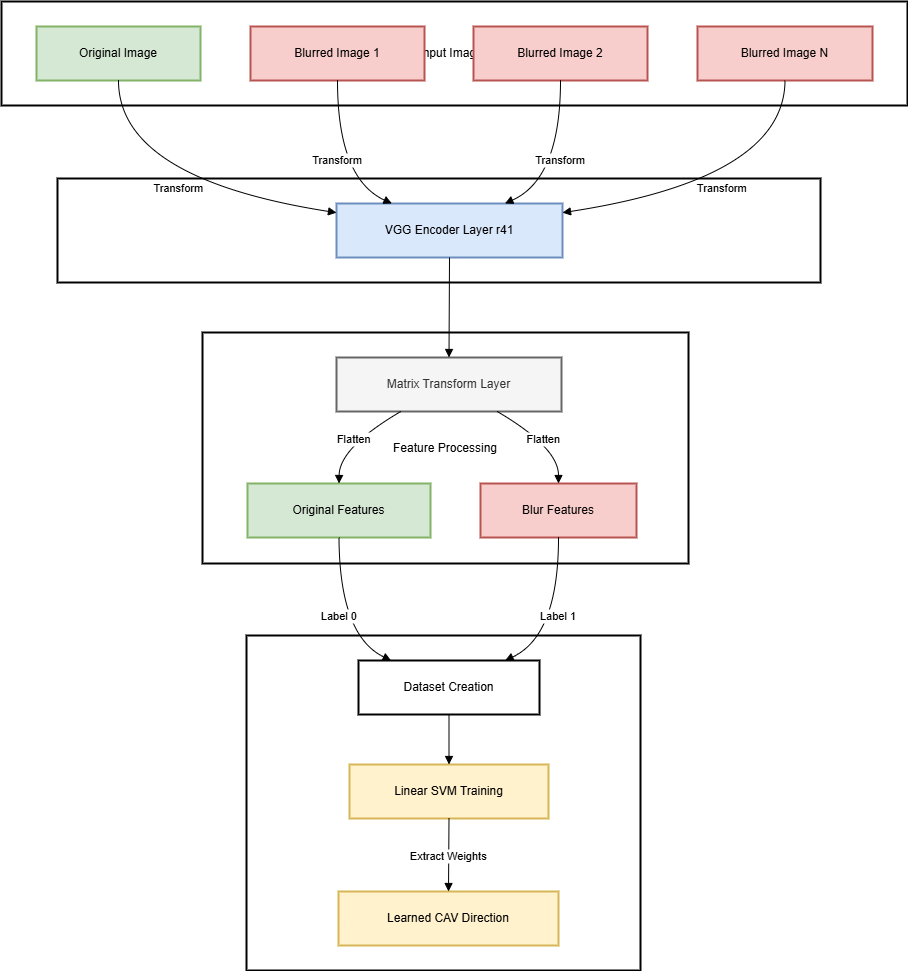 Original Image
Blurred Image 1
nput Imag
Blurred Image 2
Blurred Image N
Transform
Transform
Transform
Transform
VGG Encoder Layer r41
Matrix Transform Layer
Flatten
Flatten
Feature Processing
Original Features
Blur Features
Label 0
Label 1
Dataset Creation
Linear SVM Training
Extract Weights
Learned CAV Direction